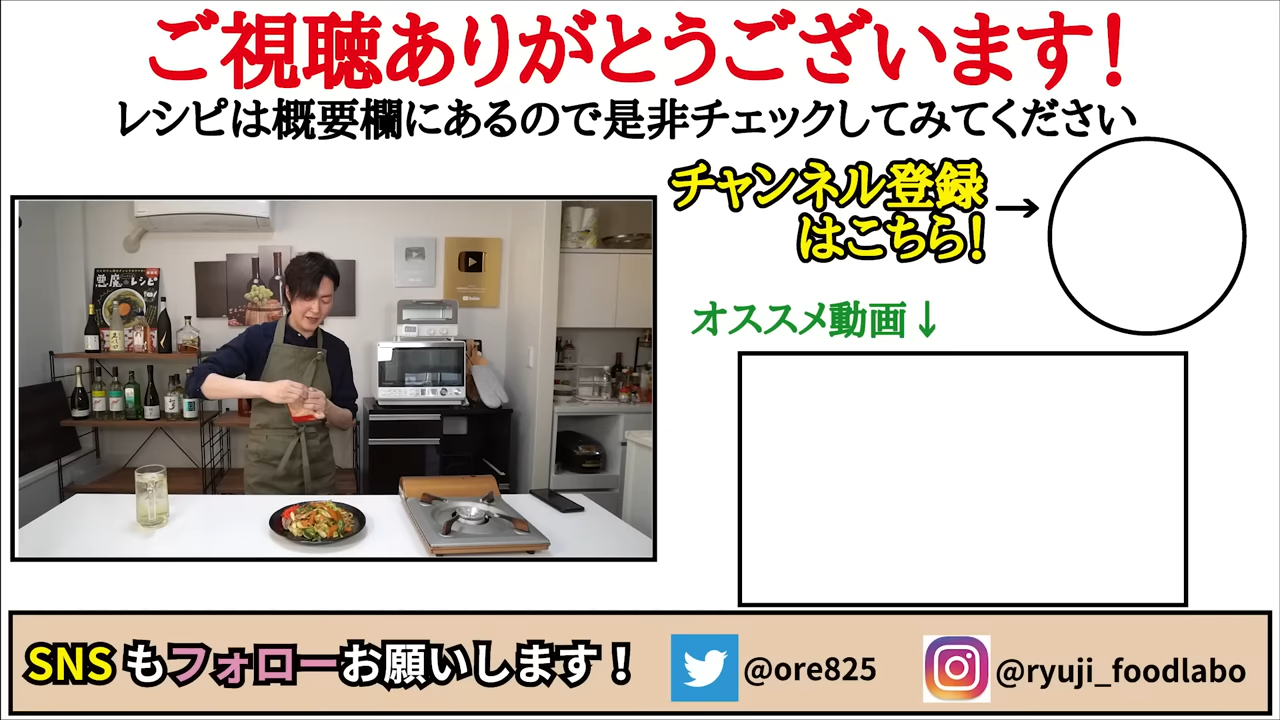 ご視聴ありがとうございます!
レシピは概要欄にあるので是非チェックしてみてください
チャンネル登録
はこちら!
→
オススメ動画↓
悪魔のレシピ
SNSもフォローお願いします!
@ore825
@ryuji_foodlabo